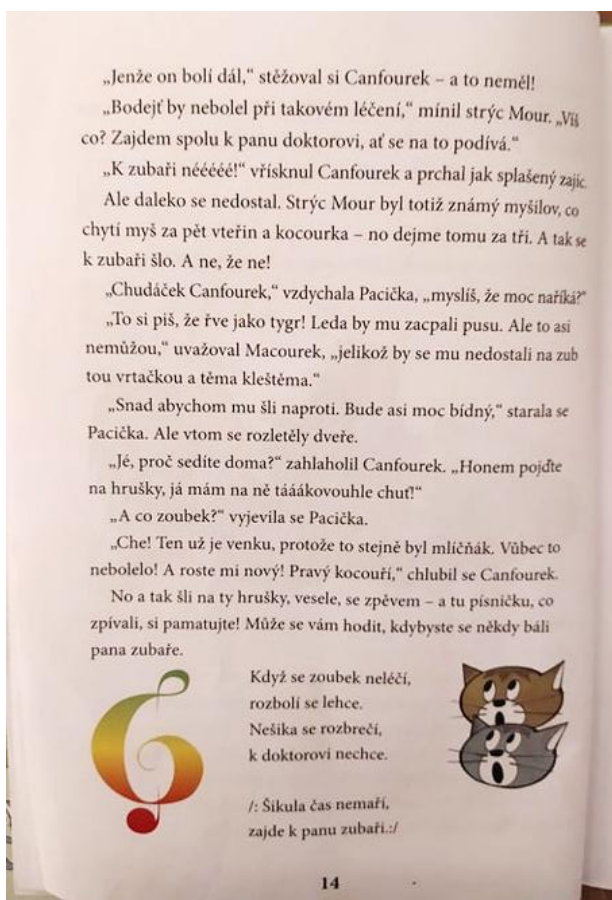 „Jenže on bolí dál,“ stěžoval si Canfourek – a to neměl!
„Bodejť by nebolel při takovém léčení,“ mínil strýc Mour. „Víš
co? Zajdem spolu k panu doktorovi, ať se na to podívá.“
„K zubaři nééééé!“ vřísknul Canfourek a prchal jak splašený zajíc.
Ale daleko se nedostal. Strýc Mour byl totiž známý myšilov, co
chytí myš za pět vteřin a kocourka – no dejme tomu za tři. A tak se
k zubaři šlo. A ne, že ne!
„Chudáček Canfourek,“ vzdychala Pacička, „myslíš, že moc naříká?“
„To si piš, že řve jako tygr! Leda by mu zacpali pusu. Ale to asi
nemůžou,“ uvažoval Macourek, „jelikož by se mu nedostali na zub
tou vrtačkou a těma kleštěma.“
„Snad abychom mu šli naproti. Bude asi moc bídný,“ starala se
Pacička. Ale vtom se rozletěly dveře.
„Jé, proč sedíte doma?“ zahlaholil Canfourek. „Honem pojďte
na hrušky, já mám na ně tááákovouhle chuť!“
„A co zoubek?“ vyjevila se Pacička.
„Che! Ten už je venku, protože to stejně byl mlíčňák. Vůbec to
nebolelo! A roste mi nový! Pravý kocouří,“ chlubil se Canfourek.
No a tak šli na ty hrušky, vesele, se zpěvem – a tu písničku, co
zpívali, si pamatujte! Může se vám hodit, kdybyste se někdy báli
pana zubaře.
Když se zoubek neléčí,
rozbolí se lehce.
Nešika se rozbrečí,
k doktorovi nechce.
/: Šikula čas nemaří,
zajde k panu zubaři.:/
14